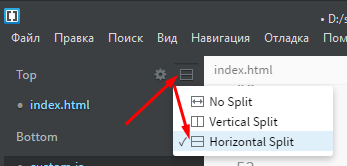 • D:/
Файл Правка Поиск Вид Навигация Отладка
Top
index.html
• index.html
No Split
Vertical Split
✓ Horizontal Split
Bottom